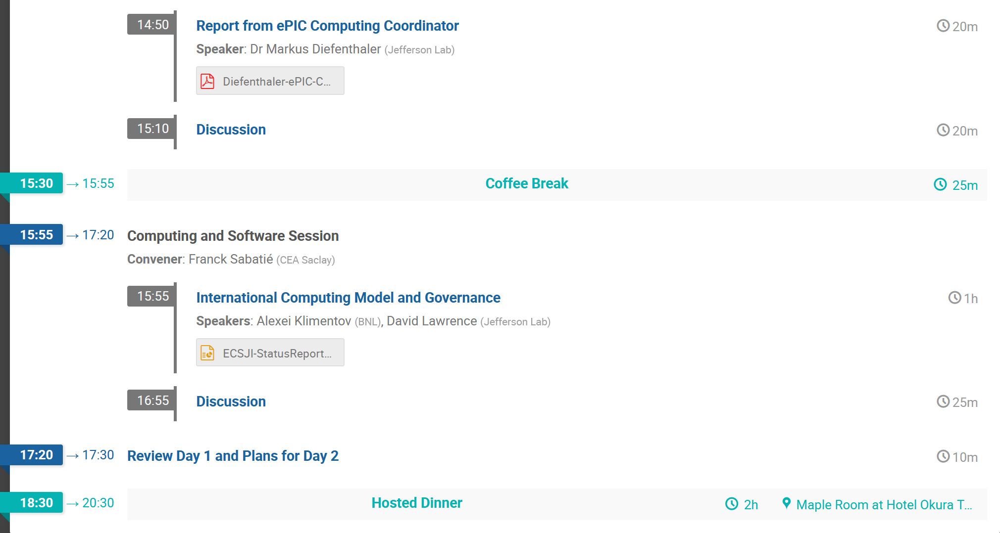 14:50 Report from ePIC Computing Coordinator 20m
Speaker: Dr Markus Diefenthaler (Jefferson Lab)
Diefenthaler-ePIC-C...
15:10 Discussion 20m
15:30 → 15:55 Coffee Break 25m
15:55 → 17:20 Computing and Software Session
Convener: Franck Sabatié (CEA Saclay)
15:55 International Computing Model and Governance 1h
Speakers: Alexei Klimentov (BNL), David Lawrence (Jefferson Lab)
ECSJI-StatusReport...
16:55 Discussion 25m
17:20 → 17:30 Review Day 1 and Plans for Day 2 10m
18:30 → 20:30 Hosted Dinner 2h Maple Room at Hotel Okura T...